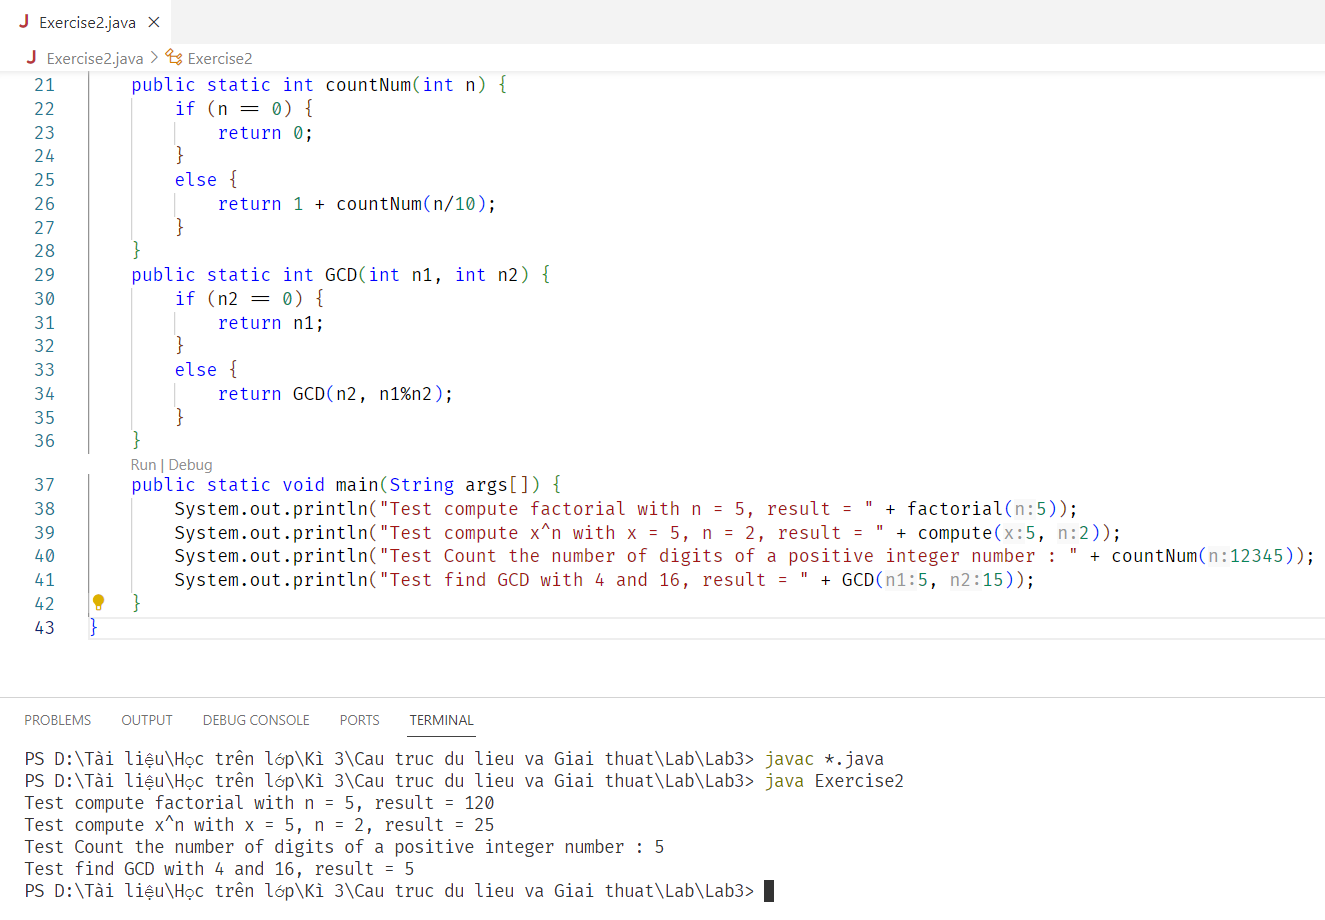 J Exercise2.java ×
J Exercise2.java > Exercise2
21 public static int countNum(int n) {
22 if (n == 0) {
23 return 0;
24 }
25 else {
26 return 1 + countNum(n/10);
27 }
28 }
29 public static int GCD(int n1, int n2) {
30 if (n2 == 0) {
31 return n1;
32 }
33 else {
34 return GCD(n2, n1%n2);
35 }
36 }
Run | Debug
37 public static void main(String args[]) {
38 System.out.println("Test compute factorial with n = 5, result = " + factorial(n:5));
39 System.out.println("Test compute x^n with x = 5, n = 2, result = " + compute(x:5, n:2));
40 System.out.println("Test Count the number of digits of a positive integer number : " + countNum(n:12345));
41 System.out.println("Test find GCD with 4 and 16, result = " + GCD(n1:5, n2:15));
42 }
43 }
PROBLEMS OUTPUT DEBUG CONSOLE PORTS TERMINAL
PS D:\Tài liệu\Học trên lớp\Kì 3\Cau truc du lieu va Giai thuat\Lab\Lab3> javac *.java
PS D:\Tài liệu\Học trên lớp\Kì 3\Cau truc du lieu va Giai thuat\Lab\Lab3> java Exercise2
Test compute factorial with n = 5, result = 120
Test compute x^n with x = 5, n = 2, result = 25
Test Count the number of digits of a positive integer number : 5
Test find GCD with 4 and 16, result = 5
PS D:\Tài liệu\Học trên lớp\Kì 3\Cau truc du lieu va Giai thuat\Lab\Lab3>